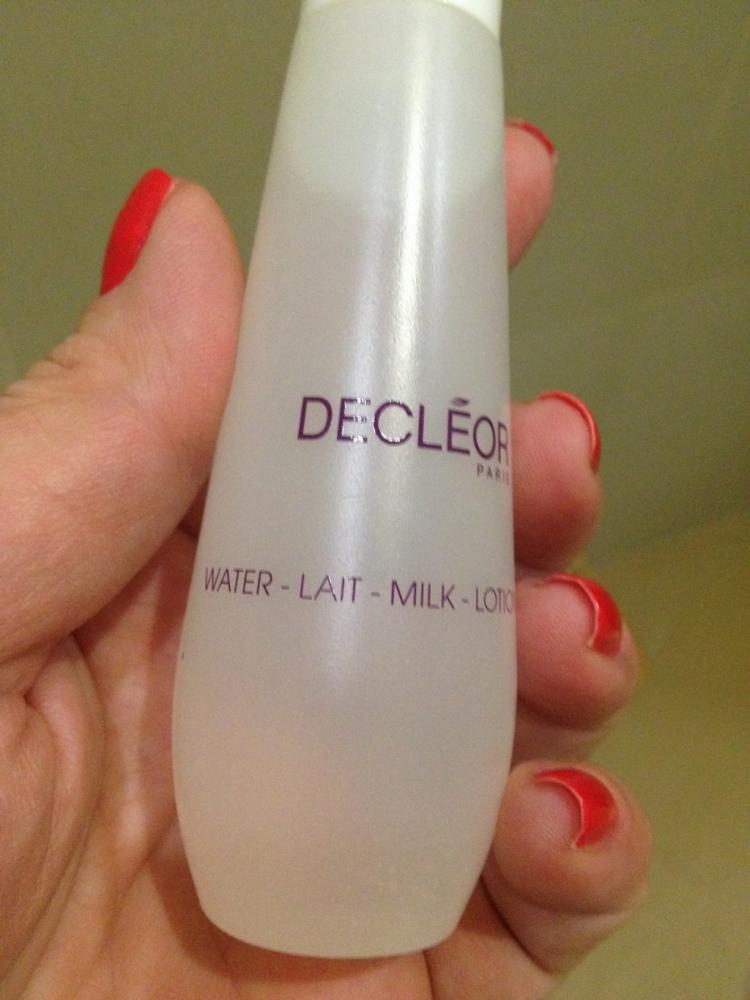 DECLÉOR
PARIS
WATER - LAIT - MILK - LOTIO